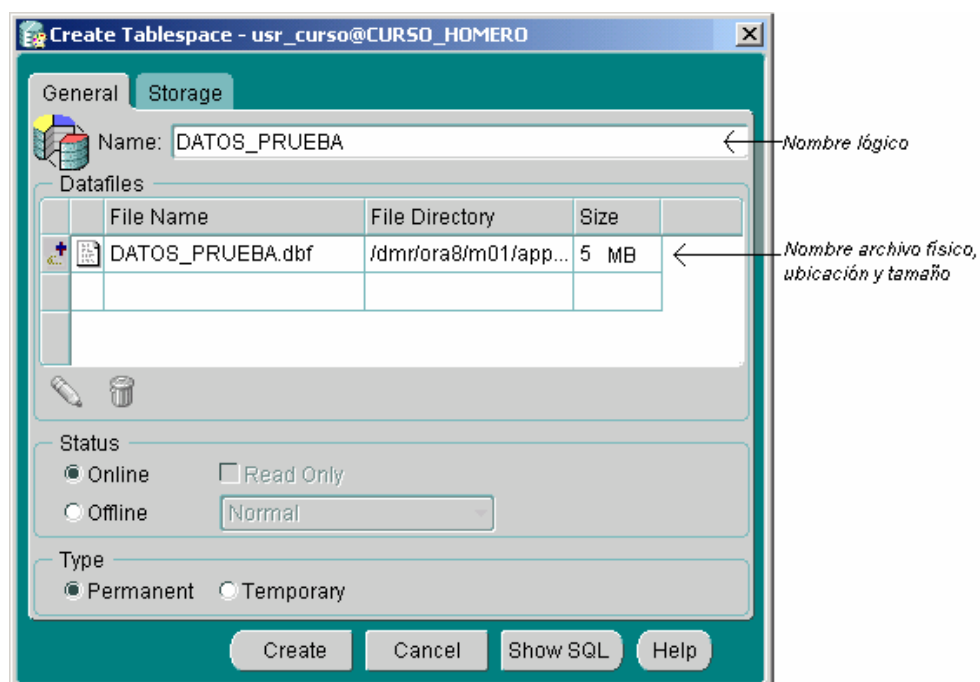 Create Tablespace - usr_curso@CURSO_HOMERO
General Storage
Name: DATOS_PRUEBA
Nombre lógico
Datafiles
File Name File Directory Size
DATOS_PRUEBA.dbf /dmr/ora8/m01/app... 5 MB
Nombre archivo físico,
ubicación y tamaño
Status
Online Read Only
Offline Normal
Type
Permanent Temporary
Create Cancel Show SQL Help